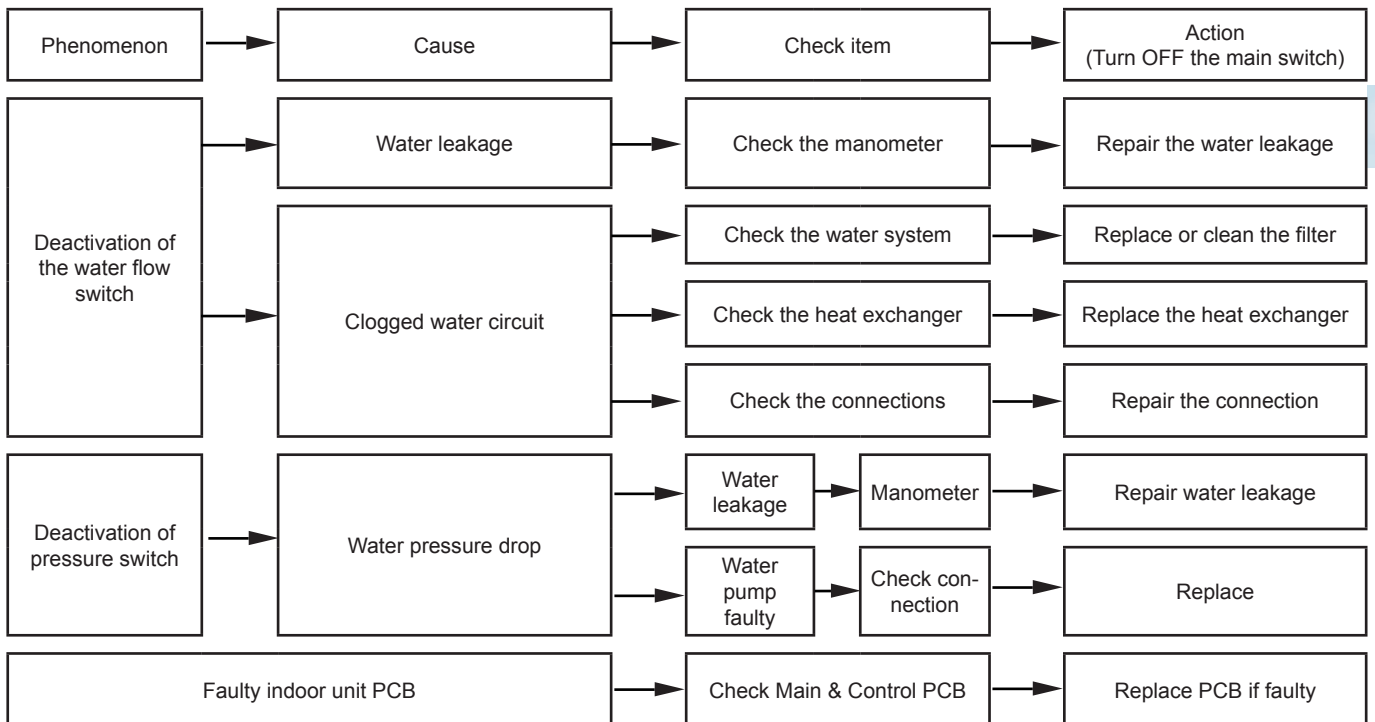 Phenomenon
Cause
Check item
Action
(Turn OFF the main switch)
Deactivation of
the water flow
switch
Water leakage
Check the manometer
Repair the water leakage
Clogged water circuit
Check the water system
Replace or clean the filter
Check the heat exchanger
Replace the heat exchanger
Check the connections
Repair the connection
Deactivation of
pressure switch
Water pressure drop
Water
leakage
Manometer
Repair water leakage
Water
pump
faulty
Check con-
nection
Replace
Faulty indoor unit PCB
Check Main & Control PCB
Replace PCB if faulty